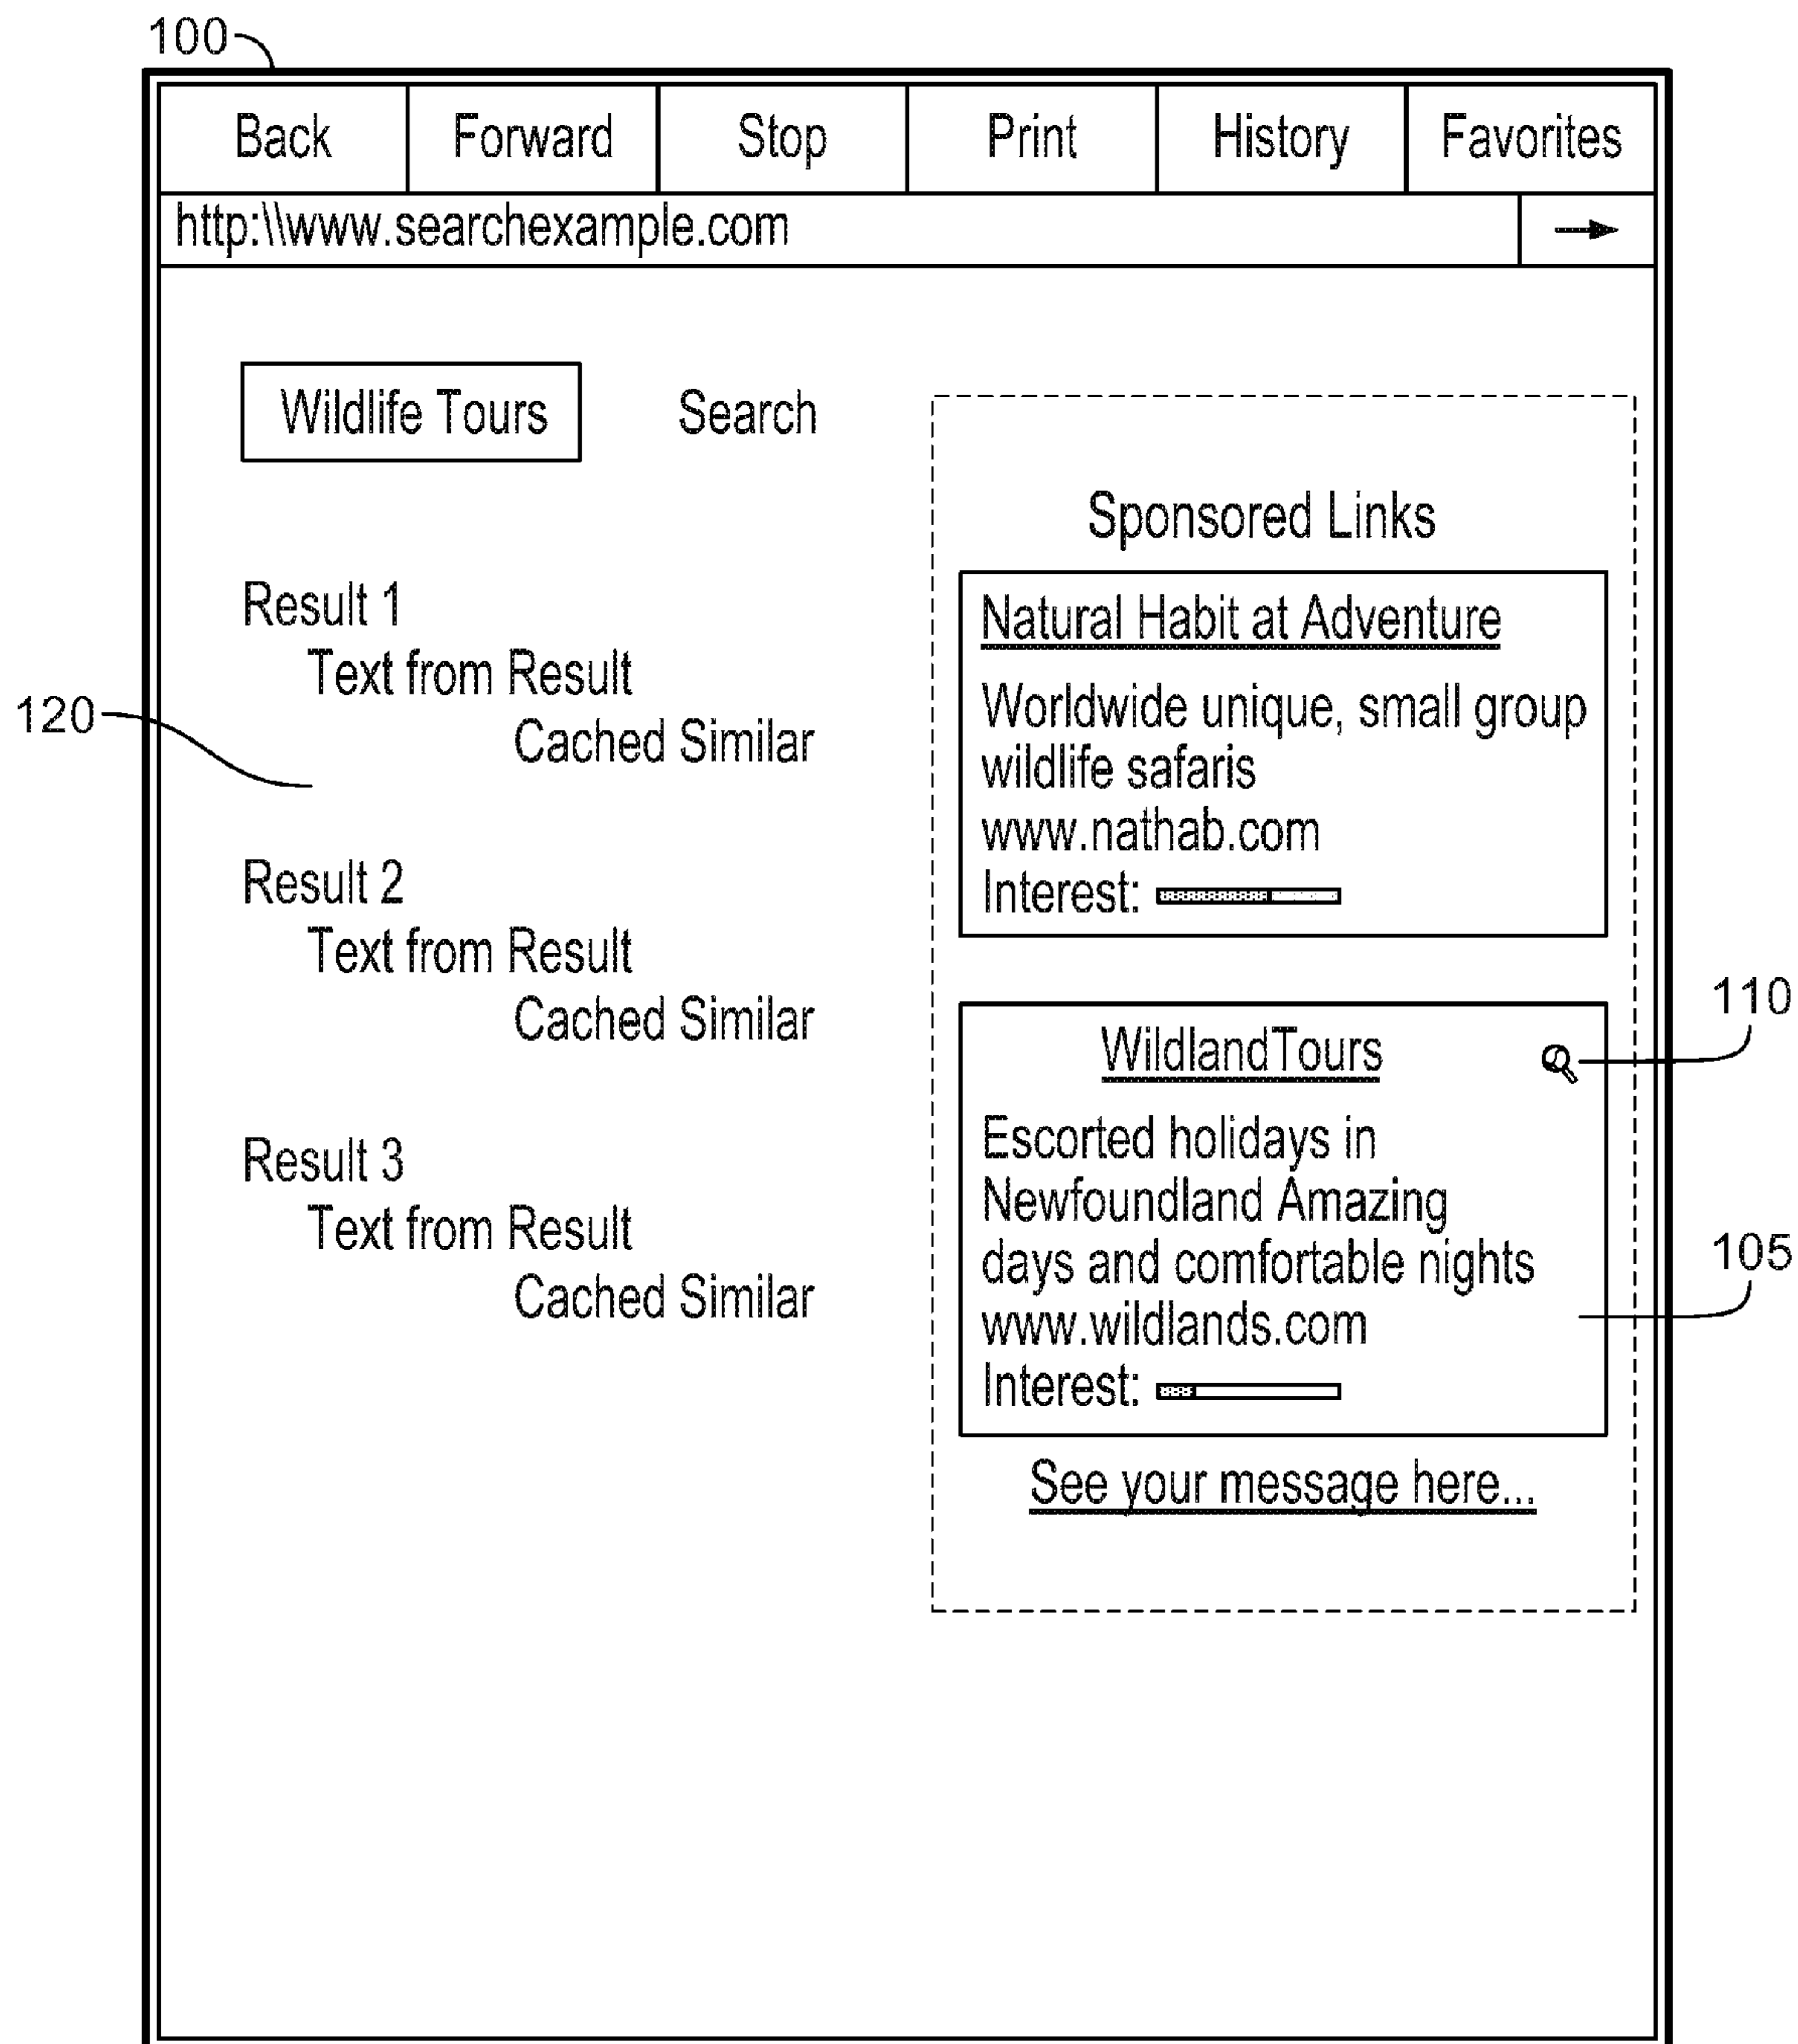 100
Back Forward Stop Print History Favorites
http:\\www.searchexample.com
Wildlife Tours Search
Result 1
Text from Result
Cached Similar
120
Result 2
Text from Result
Cached Similar
Result 3
Text from Result
Cached Similar
Sponsored Links
Natural Habit at Adventure
Worldwide unique, small group
wildlife safaris
www.nathab.com
Interest:
WildlandTours
110
Escorted holidays in
Newfoundland Amazing
days and comfortable nights
www.wildlands.com
Interest:
105
See your message here...